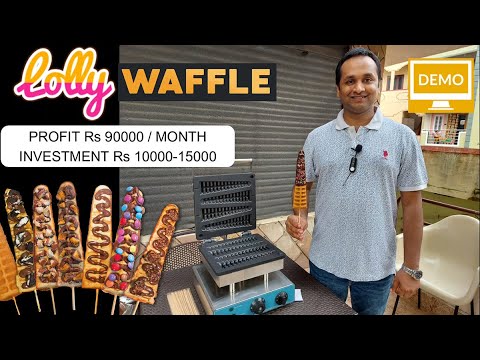 Lolly WAFFLE
DEMO
PROFIT Rs 90000 / MONTH
INVESTMENT Rs 10000-15000